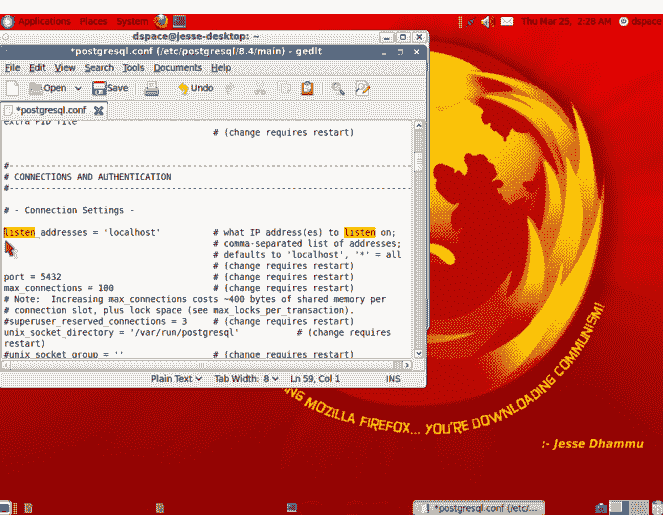 Applications Places System
Thu Mar 25, 2:28 AM dspace
dspace@jesse-desktop: ~
*postgresql.conf (/etc/postgresql/8.4/main) - gedit
File Edit View Search Tools Documents Help
Open Save Undo
*postgresql.conf
extra PID file
# (change requires restart)
#------------------------------------------------------------------------------
# CONNECTIONS AND AUTHENTICATION
#------------------------------------------------------------------------------
# - Connection Settings -
listen_addresses = 'localhost' # what IP address(es) to listen on;
# comma-separated list of addresses;
# defaults to 'localhost', '*' = all
# (change requires restart)
port = 5432 # (change requires restart)
max_connections = 100 # (change requires restart)
# Note: Increasing max_connections costs ~400 bytes of shared memory per
# connection slot, plus lock space (see max_locks_per_transaction).
#superuser_reserved_connections = 3 # (change requires restart)
unix_socket_directory = '/var/run/postgresql' # (change requires
restart)
#unix_socket_group = '' # (change requires restart)
Plain Text Tab Width: 8 Ln 59, Col 1 INS
NG MOZILLA FIREFOX... YOU'RE DOWNLOADING COMMUNISM!
:- Jesse Dhammu
*postgresql.conf (/etc/...